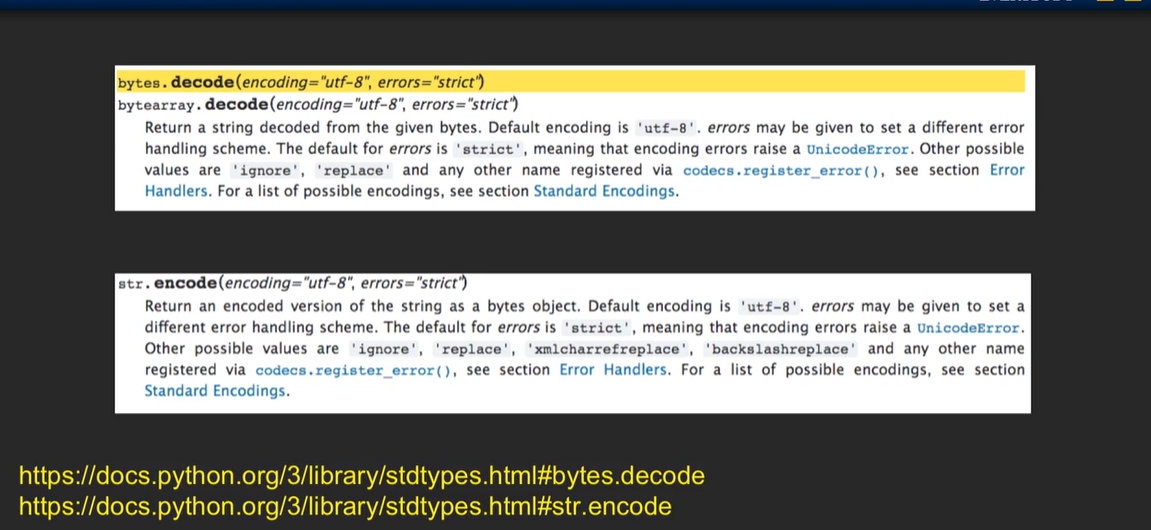 bytes.decode(encoding="utf-8", errors="strict")
bytearray.decode(encoding="utf-8", errors="strict")
Return a string decoded from the given bytes. Default encoding is 'utf-8'. errors may be given to set a different error
handling scheme. The default for errors is 'strict', meaning that encoding errors raise a UnicodeError. Other possible
values are 'ignore', 'replace' and any other name registered via codecs.register_error(), see section Error
Handlers. For a list of possible encodings, see section Standard Encodings.
str.encode(encoding="utf-8", errors="strict")
Return an encoded version of the string as a bytes object. Default encoding is 'utf-8'. errors may be given to set a
different error handling scheme. The default for errors is 'strict', meaning that encoding errors raise a UnicodeError.
Other possible values are 'ignore', 'replace', 'xmlcharrefreplace', 'backslashreplace' and any other name
registered via codecs.register_error(), see section Error Handlers. For a list of possible encodings, see section
Standard Encodings.
https://docs.python.org/3/library/stdtypes.html#bytes.decode
https://docs.python.org/3/library/stdtypes.html#str.encode